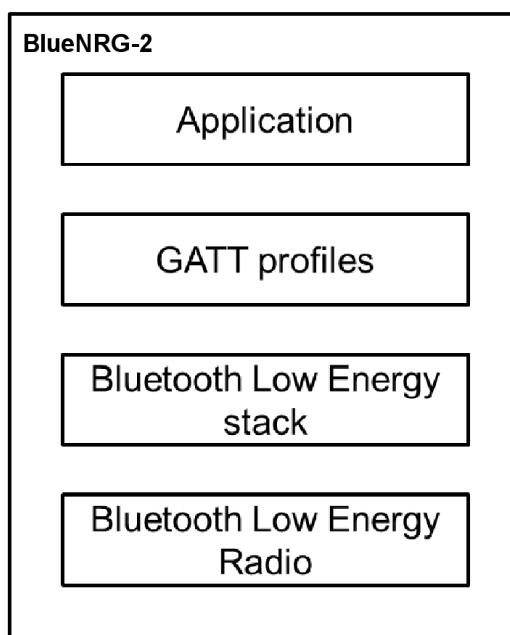 BlueNRG-2
Application
GATT profiles
Bluetooth Low Energy
stack
Bluetooth Low Energy
Radio